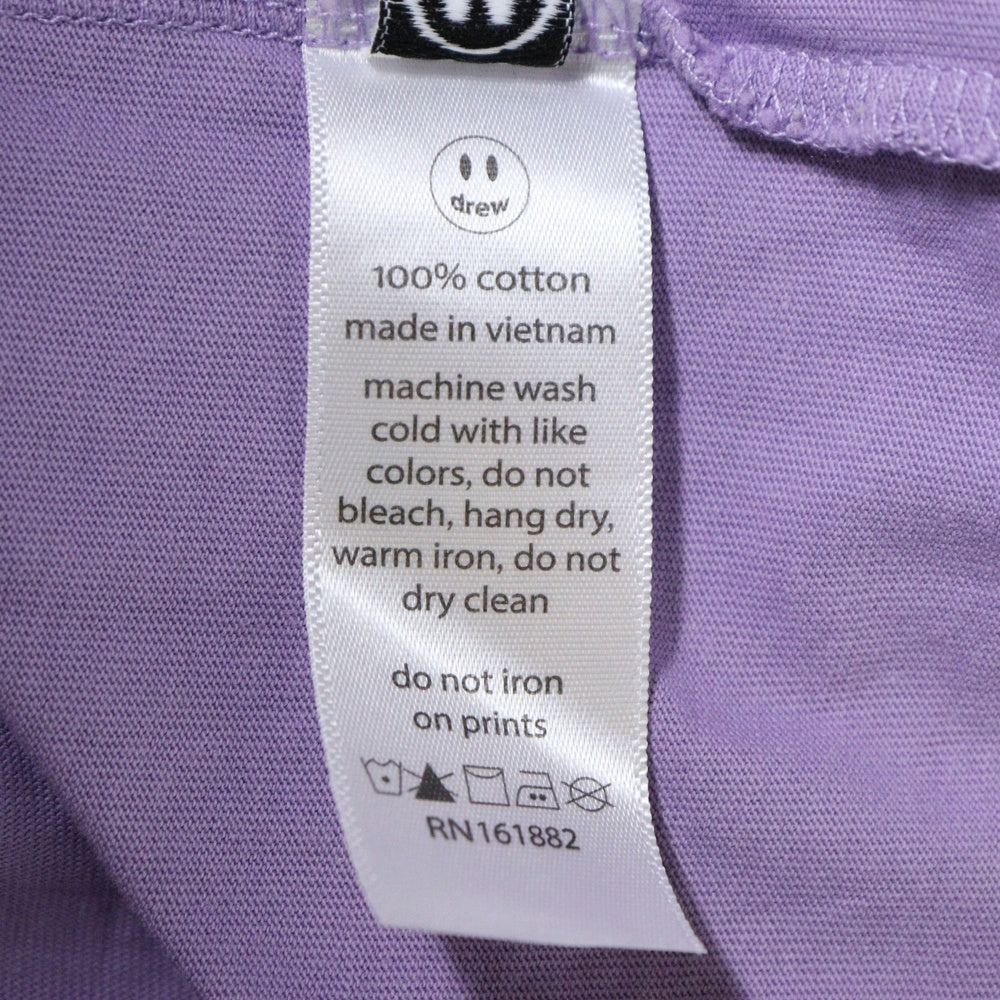 drew
100% cotton
made in vietnam
machine wash
cold with like
colors, do not
bleach, hang dry,
warm iron, do not
dry clean
do not iron
on prints
RN161882